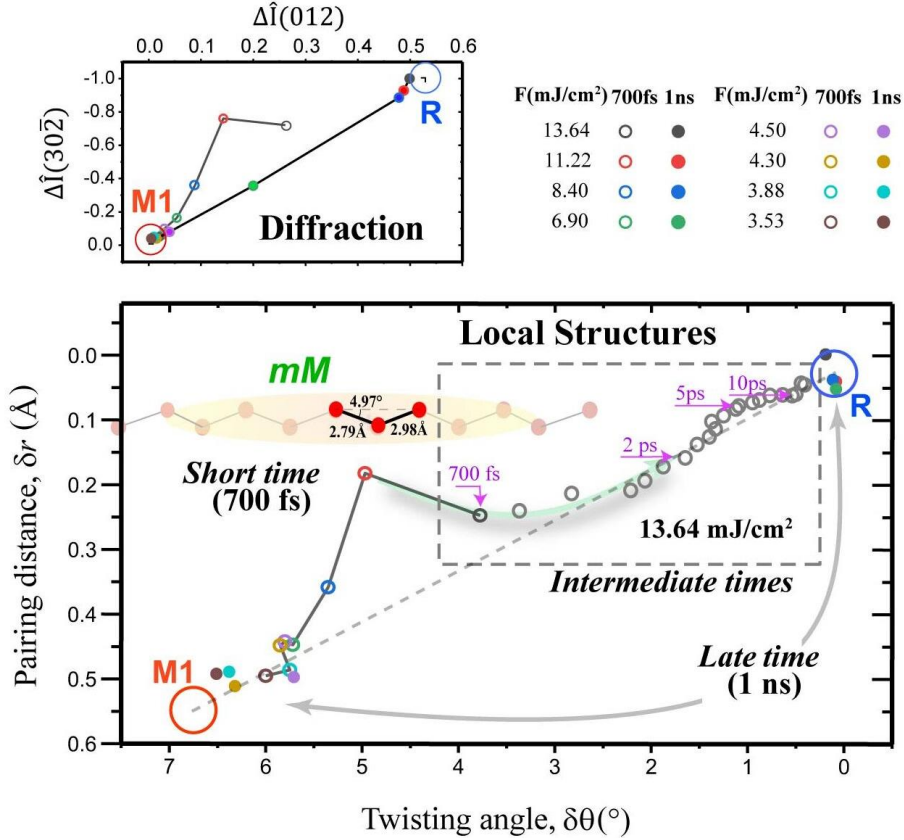 ΔÎ(012)
0.0 0.1 0.2 0.3 0.4 0.5 0.6
ΔÎ(302̄)
-1.0
-0.8
-0.6
-0.4
-0.2
0.0
R
M1
Diffraction
F(mJ/cm²) 700fs 1ns F(mJ/cm²) 700fs 1ns
13.64 4.50
11.22 4.30
8.40 3.88
6.90 3.53
Local Structures
mM
4.97°
2.79Å 2.98Å
Short time
(700 fs)
700 fs
2 ps
5ps
10ps
R
13.64 mJ/cm²
Intermediate times
Late time
(1 ns)
M1
Pairing distance, δr (Å)
0.0
0.1
0.2
0.3
0.4
0.5
0.6
7 6 5 4 3 2 1 0
Twisting angle, δθ(°)